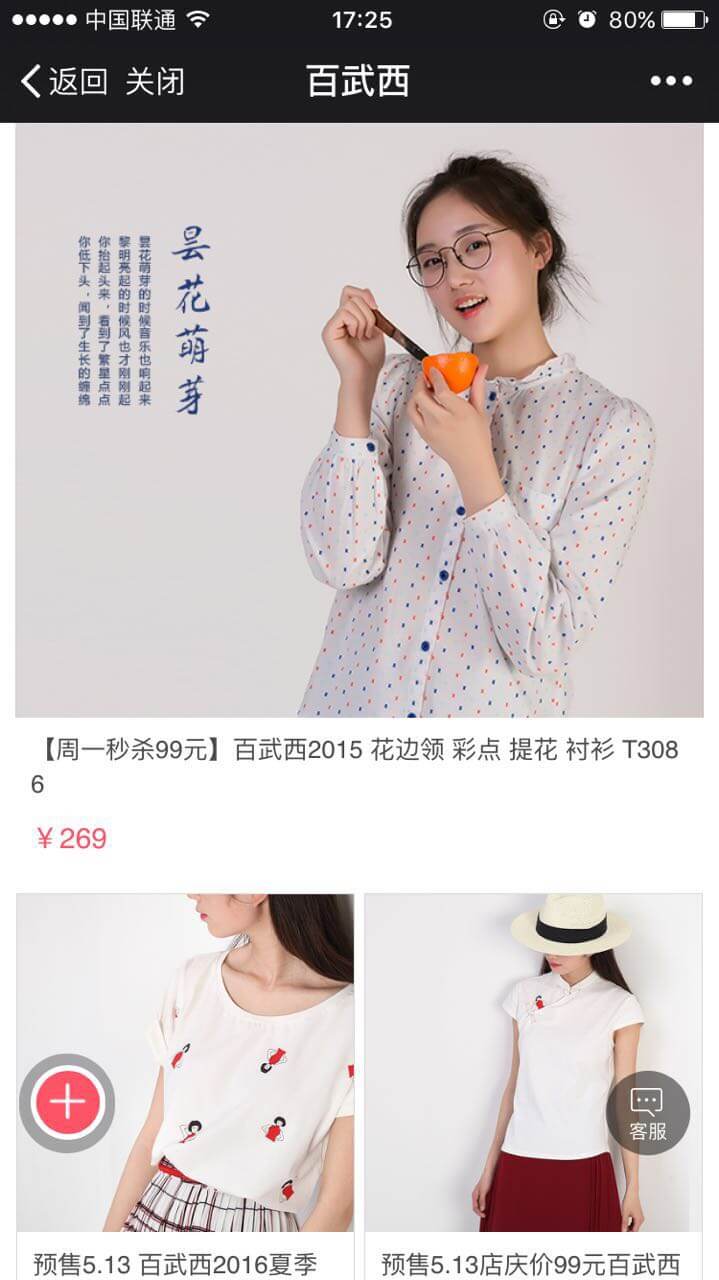 中国联通 17:25 80%
返回 关闭 百武西
昙花萌芽
昙花萌芽的时候音乐也响起来
黎明亮起的时候风也才刚刚起
你抬起头来，看到了繁星点点
你低下头，闻到了生长的缠绵
【周一秒杀99元】百武西2015 花边领 彩点 提花 衬衫 T308
6
￥269
客服
预售5.13 百武西2016夏季
预售5.13店庆价99元百武西